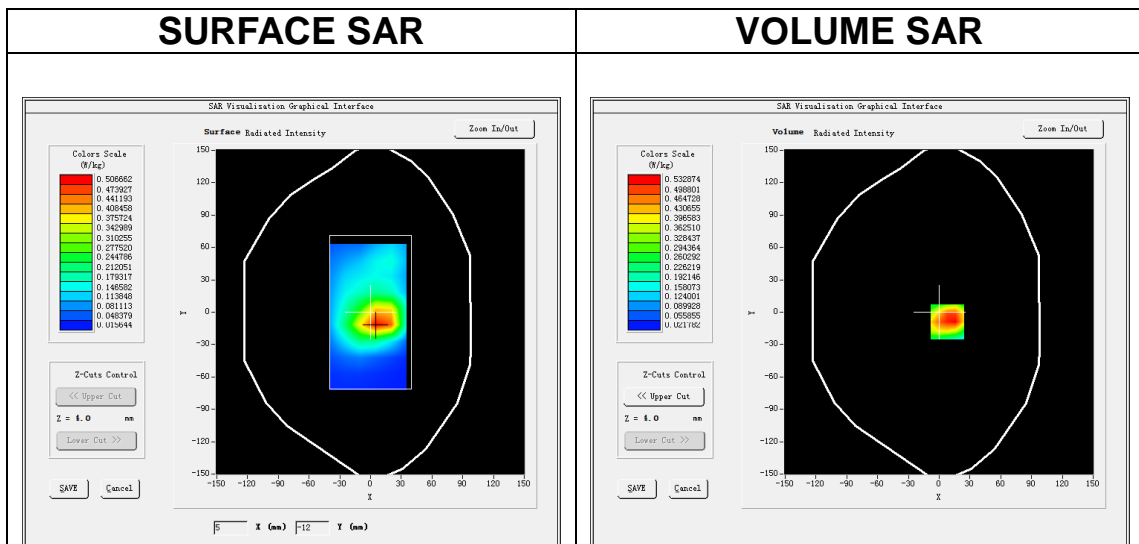 SURFACE SAR
SAR Visualisation Graphical Interface
Surface Radiated Intensity
Zoom In/Out
Colors Scale
(W/kg)
0.506662
0.473927
0.441193
0.408458
0.375724
0.342989
0.310255
0.277520
0.244786
0.212051
0.179317
0.146582
0.113848
0.081113
0.048379
0.015644
150
120
90
60
30
0
-30
-60
-90
-120
-150
Y
-150 -120 -90 -60 -30 0 30 60 90 120 150
X
Z-Cuts Control
<< Upper Cut
Z = 4.0 mm
Lower Cut >>
SAVE Cancel
5 X (mm) -12 Y (mm)
VOLUME SAR
SAR Visualisation Graphical Interface
Volume Radiated Intensity
Zoom In/Out
Colors Scale
(W/kg)
0.532874
0.498801
0.464728
0.430655
0.396583
0.362510
0.328437
0.294364
0.260292
0.226219
0.192146
0.158073
0.124001
0.089928
0.055855
0.021782
150
120
90
60
30
0
-30
-60
-90
-120
-150
Y
-150 -120 -90 -60 -30 0 30 60 90 120 150
X
Z-Cuts Control
<< Upper Cut
Z = 4.0 mm
Lower Cut >>
SAVE Cancel